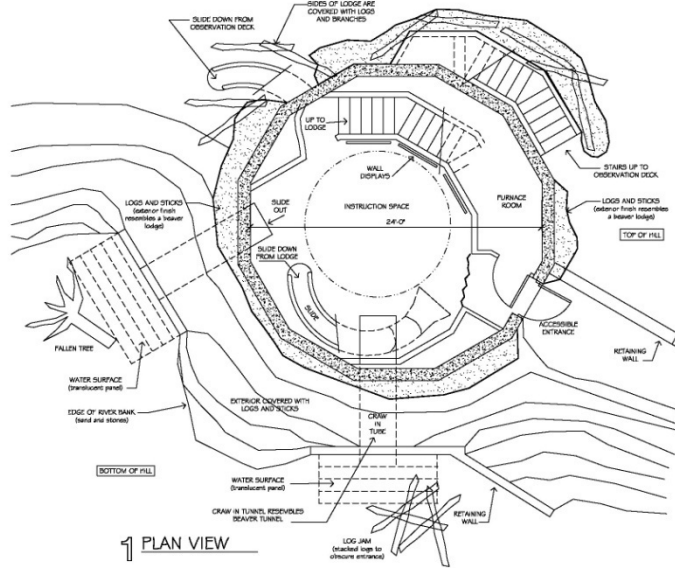 SLIDE DOWN FROM
OBSERVATION DECK
SIDES OF LODGE ARE
COVERED WITH LOGS
AND BRANCHES
UP TO
LODGE
WALL
DISPLAYS
STAIRS UP TO
OBSERVATION DECK
LOGS AND STICKS
(exterior finish
resembles a beaver
lodge)
SLIDE
OUT
INSTRUCTION SPACE
24'-0"
FURNACE
ROOM
LOGS AND STICKS
(exterior finish resembles
a beaver lodge)
TOP OF HILL
SLIDE DOWN
FROM LODGE
SLIDE
ACCESSIBLE
ENTRANCE
RETAINING
WALL
FALLEN TREE
WATER SURFACE
(translucent panel)
EDGE OF RIVER BANK
(sand and stones)
EXTERIOR COVERED WITH
LOGS AND STICKS
CRAW
IN
TUBE
BOTTOM OF HILL
WATER SURFACE
(translucent panel)
CRAW IN TUNNEL RESEMBLES
BEAVER TUNNEL
LOG JAM
(stacked logs to
obscure entrance)
RETAINING
WALL
1 PLAN VIEW